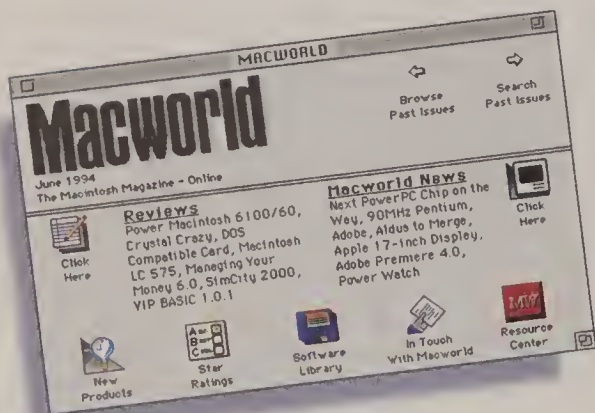 MACWORLD
Macworld
June 1994
The Macintosh Magazine - Online
Browse
Past Issues
Search
Past Issues
Click
Here
Reviews
Power Macintosh 6100/60,
Crystal Crazy, DOS
Compatible Card, Macintosh
LC 575, Managing Your
Money 6.0, SimCity 2000,
VIP BASIC 1.0.1
Macworld News
Next PowerPC Chip on the
Way, 90MHz Pentium,
Adobe, Aldus to Merge,
Apple 17-inch Display,
Adobe Premiere 4.0,
Power Watch
Click
Here
New
Products
A
B
C
Star
Ratings
Software
Library
In Touch
With Macworld
MW
Resource
Center